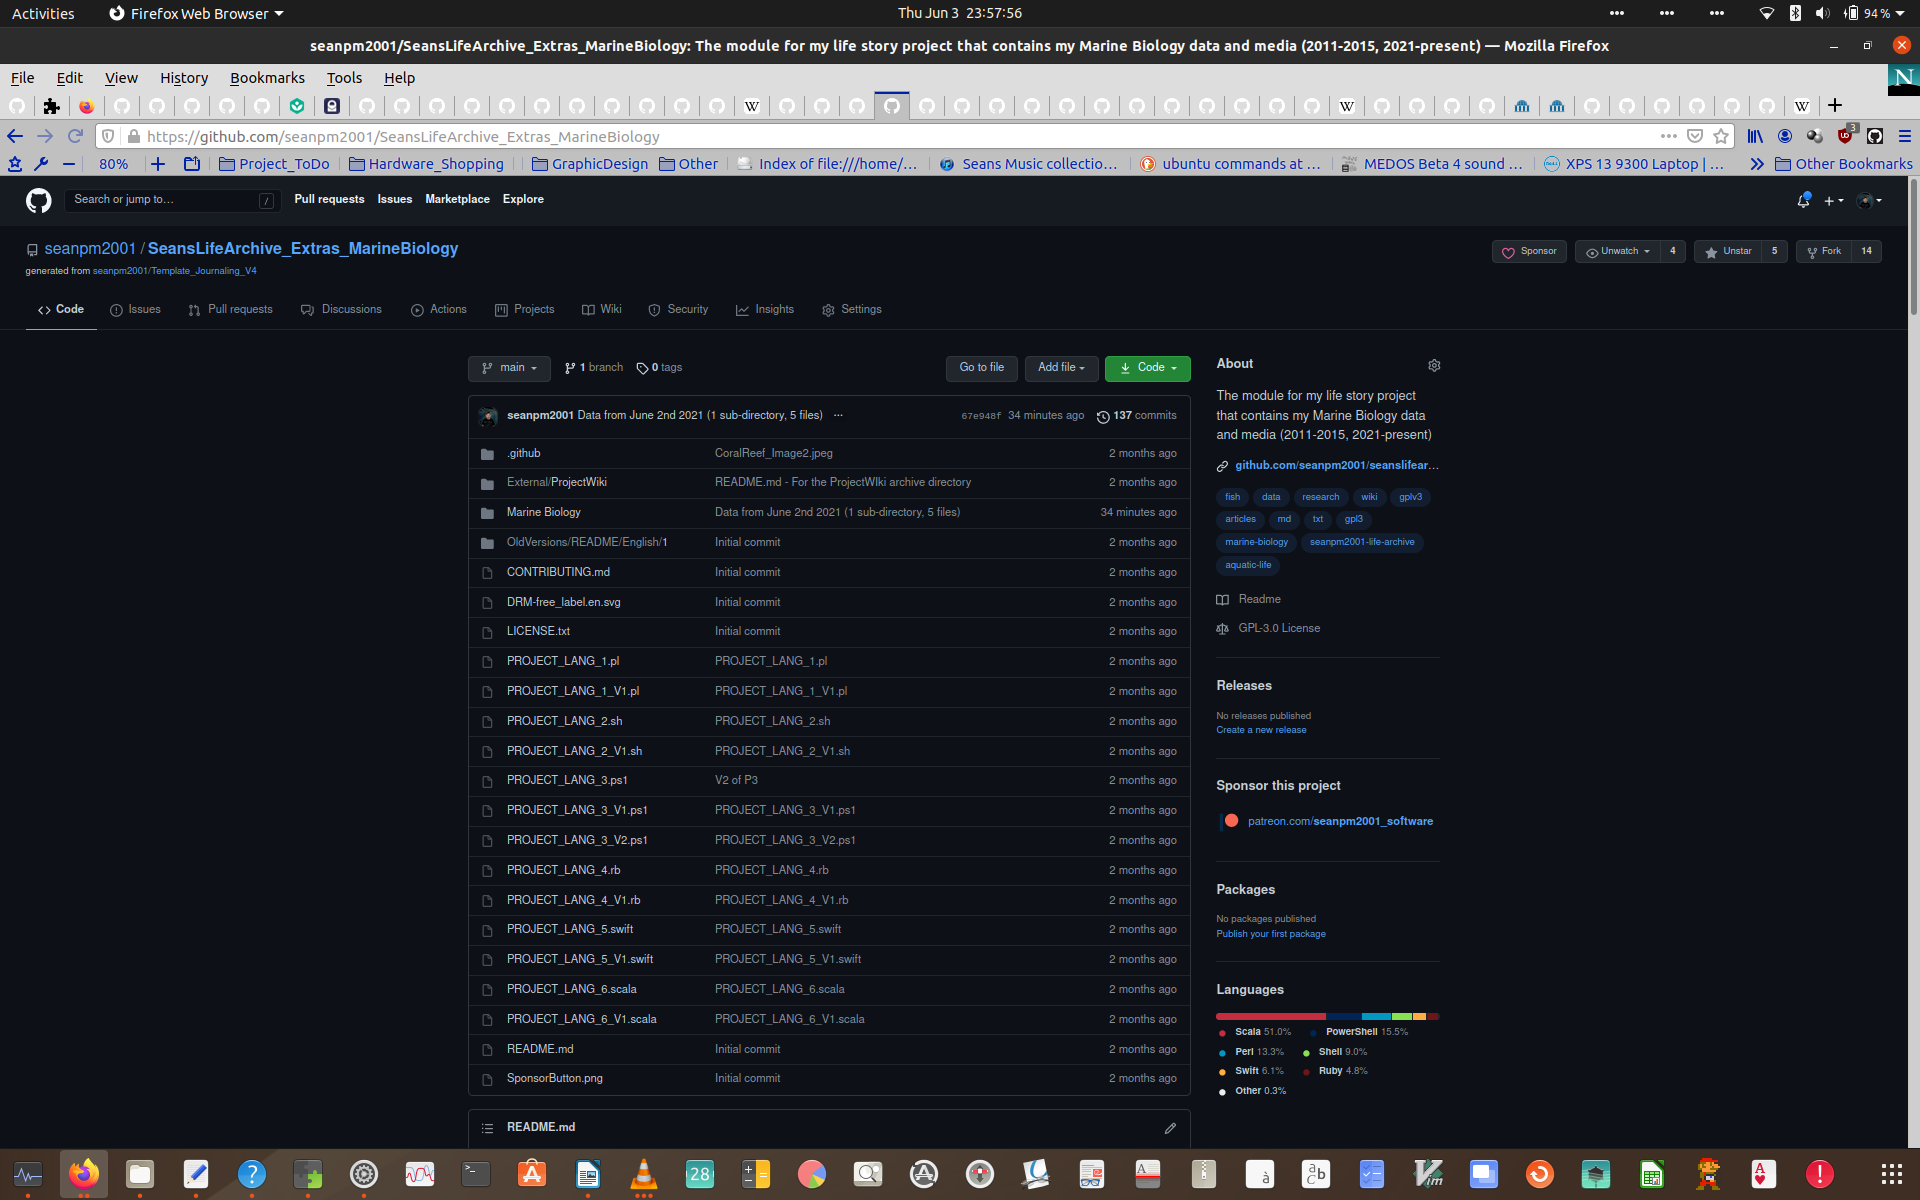 Activities
Firefox Web Browser
Thu Jun 3 23:57:56
94 %
seanpm2001/SeansLifeArchive_Extras_MarineBiology: The module for my life story project that contains my Marine Biology data and media (2011-2015, 2021-present) — Mozilla Firefox
File Edit View History Bookmarks Tools Help
https://github.com/seanpm2001/SeansLifeArchive_Extras_MarineBiology
3
80%
Project_ToDo
Hardware_Shopping
GraphicDesign
Other
Index of file:///home/…
Seans Music collectio…
ubuntu commands at …
MEDOS Beta 4 sound …
XPS 13 9300 Laptop | …
Other Bookmarks
Search or jump to…
/
Pull requests Issues Marketplace Explore
seanpm2001 / SeansLifeArchive_Extras_MarineBiology
generated from seanpm2001/Template_Journaling_V4
Sponsor
Unwatch 4
Unstar 5
Fork 14
Code
Issues
Pull requests
Discussions
Actions
Projects
Wiki
Security
Insights
Settings
main
1 branch
0 tags
Go to file
Add file
Code
seanpm2001 Data from June 2nd 2021 (1 sub-directory, 5 files) ···
67e948f 34 minutes ago
137 commits
.github CoralReef_Image2.jpeg 2 months ago
External/ProjectWiki README.md - For the ProjectWIki archive directory 2 months ago
Marine Biology Data from June 2nd 2021 (1 sub-directory, 5 files) 34 minutes ago
OldVersions/README/English/1 Initial commit 2 months ago
CONTRIBUTING.md Initial commit 2 months ago
DRM-free_label.en.svg Initial commit 2 months ago
LICENSE.txt Initial commit 2 months ago
PROJECT_LANG_1.pl PROJECT_LANG_1.pl 2 months ago
PROJECT_LANG_1_V1.pl PROJECT_LANG_1_V1.pl 2 months ago
PROJECT_LANG_2.sh PROJECT_LANG_2.sh 2 months ago
PROJECT_LANG_2_V1.sh PROJECT_LANG_2_V1.sh 2 months ago
PROJECT_LANG_3.ps1 V2 of P3 2 months ago
PROJECT_LANG_3_V1.ps1 PROJECT_LANG_3_V1.ps1 2 months ago
PROJECT_LANG_3_V2.ps1 PROJECT_LANG_3_V2.ps1 2 months ago
PROJECT_LANG_4.rb PROJECT_LANG_4.rb 2 months ago
PROJECT_LANG_4_V1.rb PROJECT_LANG_4_V1.rb 2 months ago
PROJECT_LANG_5.swift PROJECT_LANG_5.swift 2 months ago
PROJECT_LANG_5_V1.swift PROJECT_LANG_5_V1.swift 2 months ago
PROJECT_LANG_6.scala PROJECT_LANG_6.scala 2 months ago
PROJECT_LANG_6_V1.scala PROJECT_LANG_6_V1.scala 2 months ago
README.md Initial commit 2 months ago
SponsorButton.png Initial commit 2 months ago
README.md
About
The module for my life story project
that contains my Marine Biology data
and media (2011-2015, 2021-present)
github.com/seanpm2001/seanslifear…
fish data research wiki gplv3
articles md txt gpl3
marine-biology seanpm2001-life-archive
aquatic-life
Readme
GPL-3.0 License
Releases
No releases published
Create a new release
Sponsor this project
patreon.com/seanpm2001_software
Packages
No packages published
Publish your first package
Languages
Scala 51.0% PowerShell 15.5%
Perl 13.3% Shell 9.0%
Swift 6.1% Ruby 4.8%
Other 0.3%
28